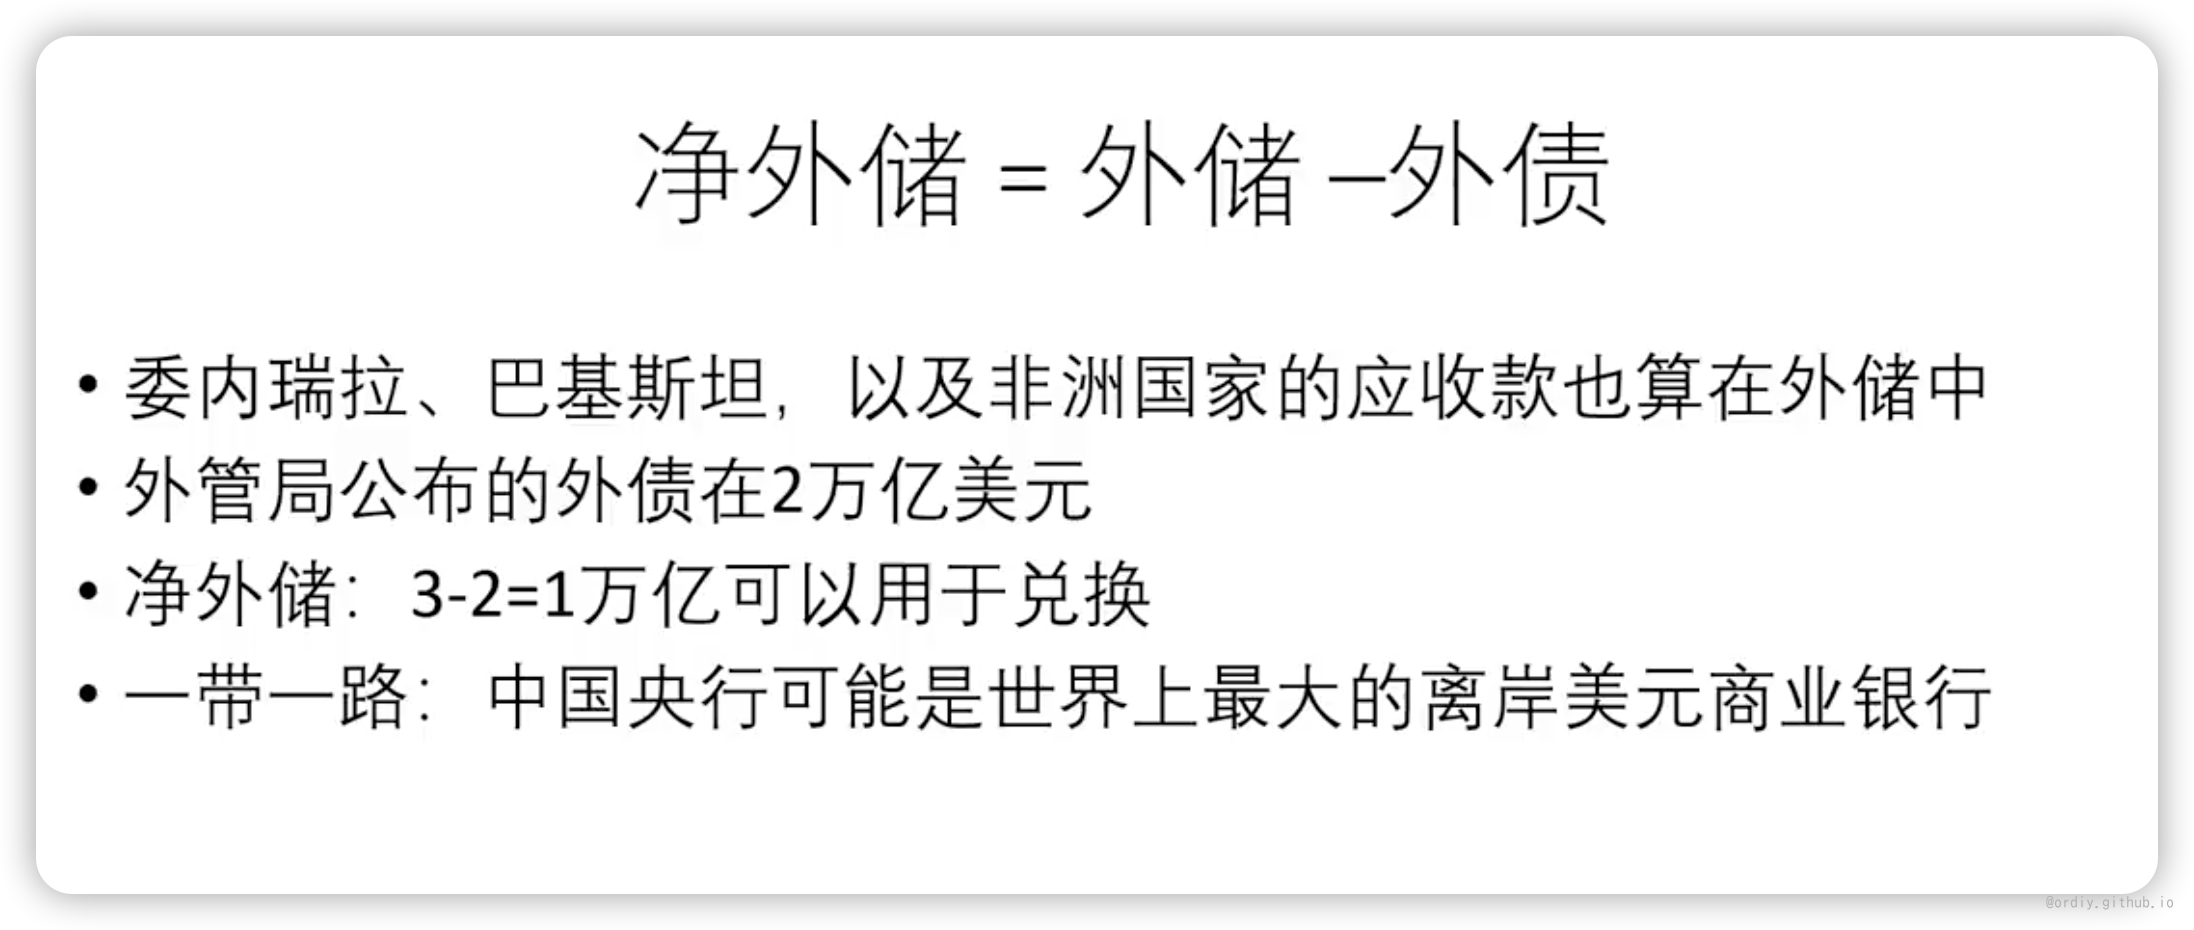 净外储 = 外储 –外债
• 委内瑞拉、巴基斯坦，以及非洲国家的应收款也算在外储中
• 外管局公布的外债在2万亿美元
• 净外储：3-2=1万亿可以用于兑换
• 一带一路：中国央行可能是世界上最大的离岸美元商业银行
@ordiy.github.io